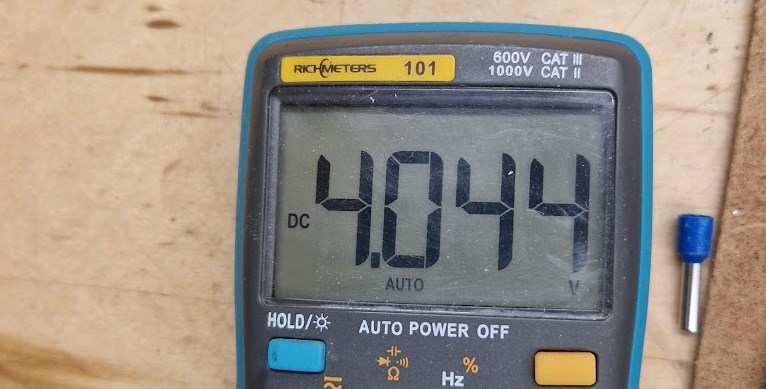 RICHMETERS 101
600V CAT III
1000V CAT II
DC 4.044
AUTO V
HOLD/
AUTO POWER OFF
Ω %
Hz